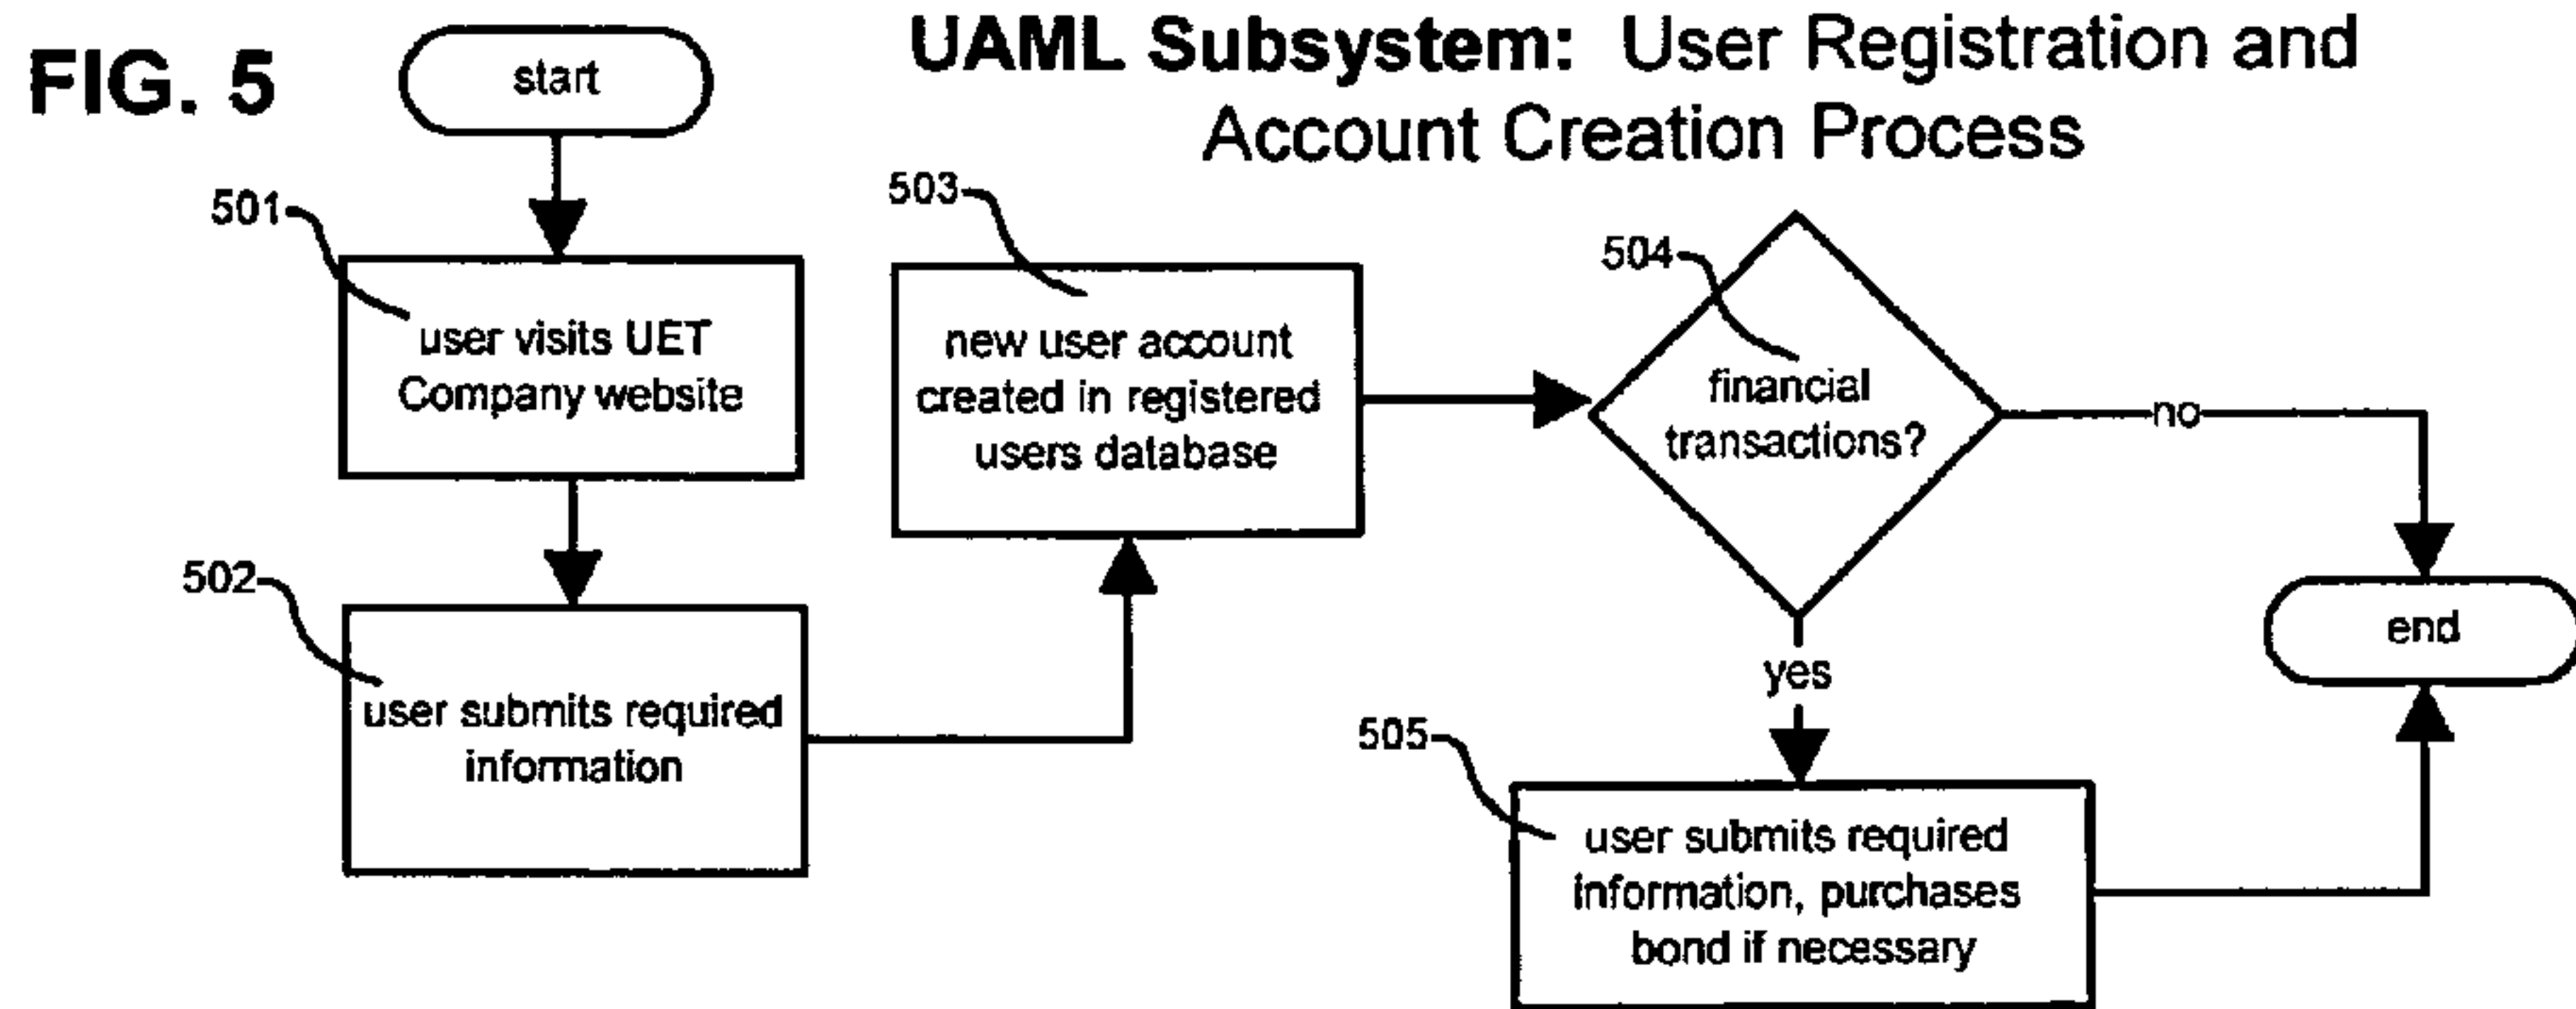 FIG. 5
UAML Subsystem: User Registration and
Account Creation Process
start
501
user visits UET
Company website
502
user submits required
information
503
new user account
created in registered
users database
504
financial
transactions?
no
yes
505
user submits required
information, purchases
bond if necessary
end